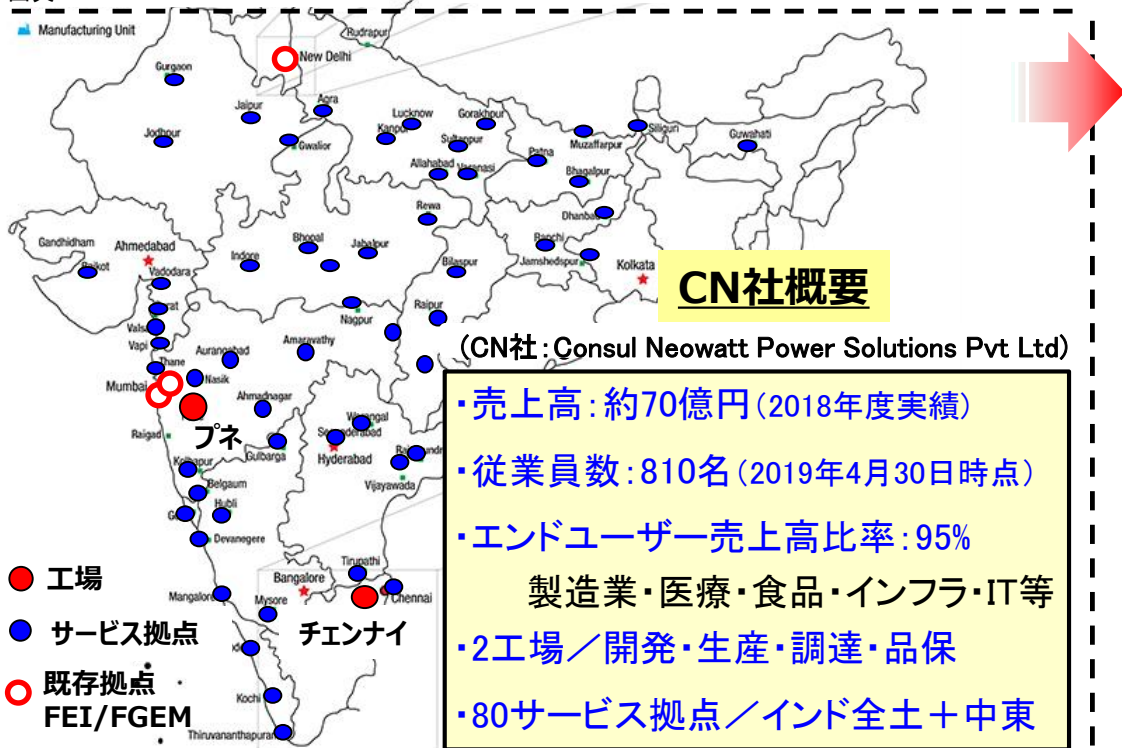 Manufacturing Unit
Rudrapur
New Delhi
Gurgaon
Jaipur
Agra
Lucknow
Gorakhpur
Siliguri
Jodhpur
Gwalior
Kanpur
Sultanpur
Muzaffarpur
Guwahati
Patna
Allahabad
Varanasi
Bhagalpur
Rewa
Dhanbad
Gandhidham
Ahmedabad
Bhopal
Jabalpur
Ranchi
Indore
Bilaspur
Jamshedspur
Kolkata
Rajkot
Vadodara
CN社概要
Nagpur
Raipur
Vapi
Amaravathy
(CN社:Consul Neowatt Power Solutions Pvt Ltd)
Aurangabad
Thane
Nasik
Mumbai
Ahmadnagar
・売上高:約70億円(2018年度実績)
プネ
Raigad
Gulbarga
Hyderabad
・従業員数:810名(2019年4月30日時点)
Vijayawada
Belgaum
Hubli
・エンドユーザー売上高比率:95%
Devanegere
Tirupathi
工場
Bangalore
Chennai
製造業・医療・食品・インフラ・IT等
Mangalore
Mysore
サービス拠点
チェンナイ
・2工場/開発・生産・調達・品保
既存拠点
FEI/FGEM
Kochi
・80サービス拠点/インド全土+中東
Thiruvananthapuram